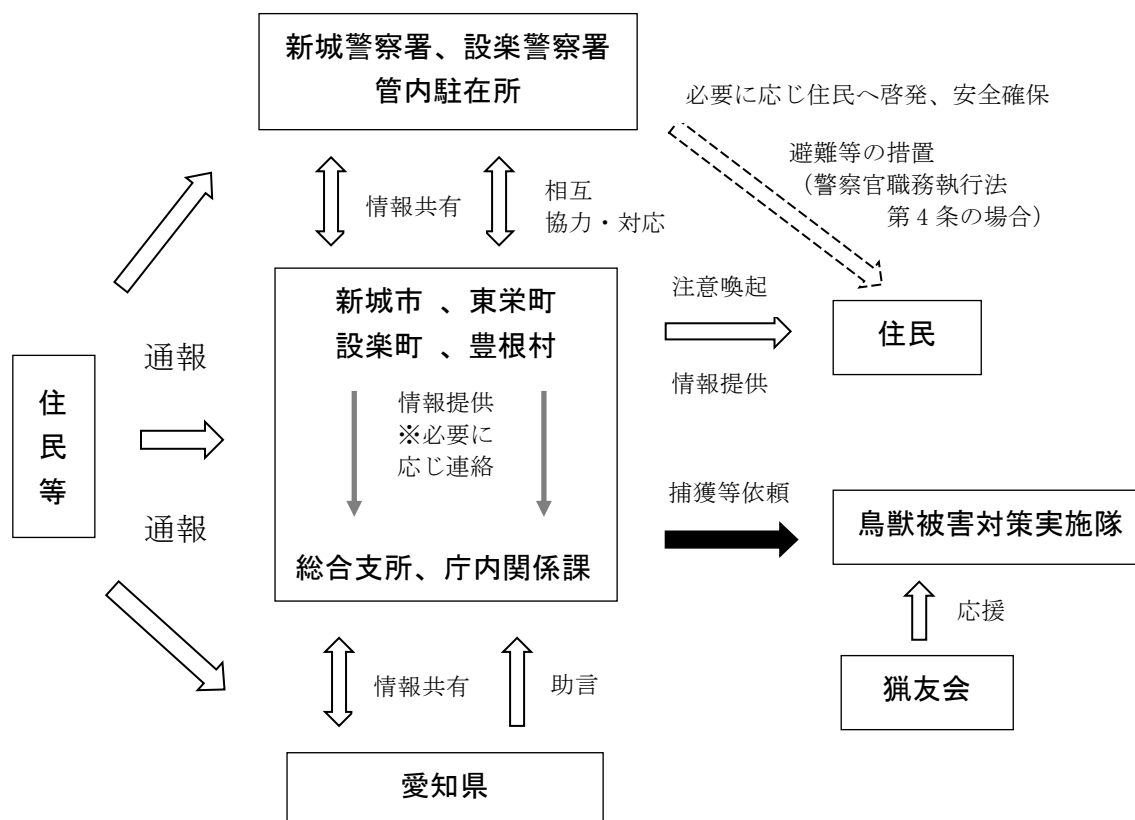 新城警察署、設楽警察署
管内駐在所
必要に応じ住民へ啓発、安全確保
避難等の措置
(警察官職務執行法
第4条の場合)
情報共有
相互
協力・対応
新城市 、東栄町
設楽町 、豊根村
注意喚起
情報提供
住民
通報
住民等
通報
情報提供
※必要に
応じ連絡
総合支所、庁内関係課
捕獲等依頼
鳥獣被害対策実施隊
応援
猟友会
情報共有
助言
愛知県